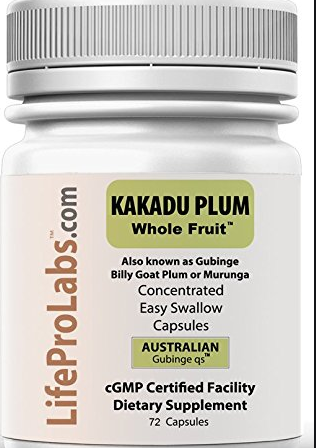 LifeProLabs.com™
KAKADU PLUM
Whole Fruit™
Also known as Gubinge
Billy Goat Plum or Murunga
Concentrated
Easy Swallow
Capsules
AUSTRALIAN
Gubinge qs™
cGMP Certified Facility
Dietary Supplement
72 Capsules